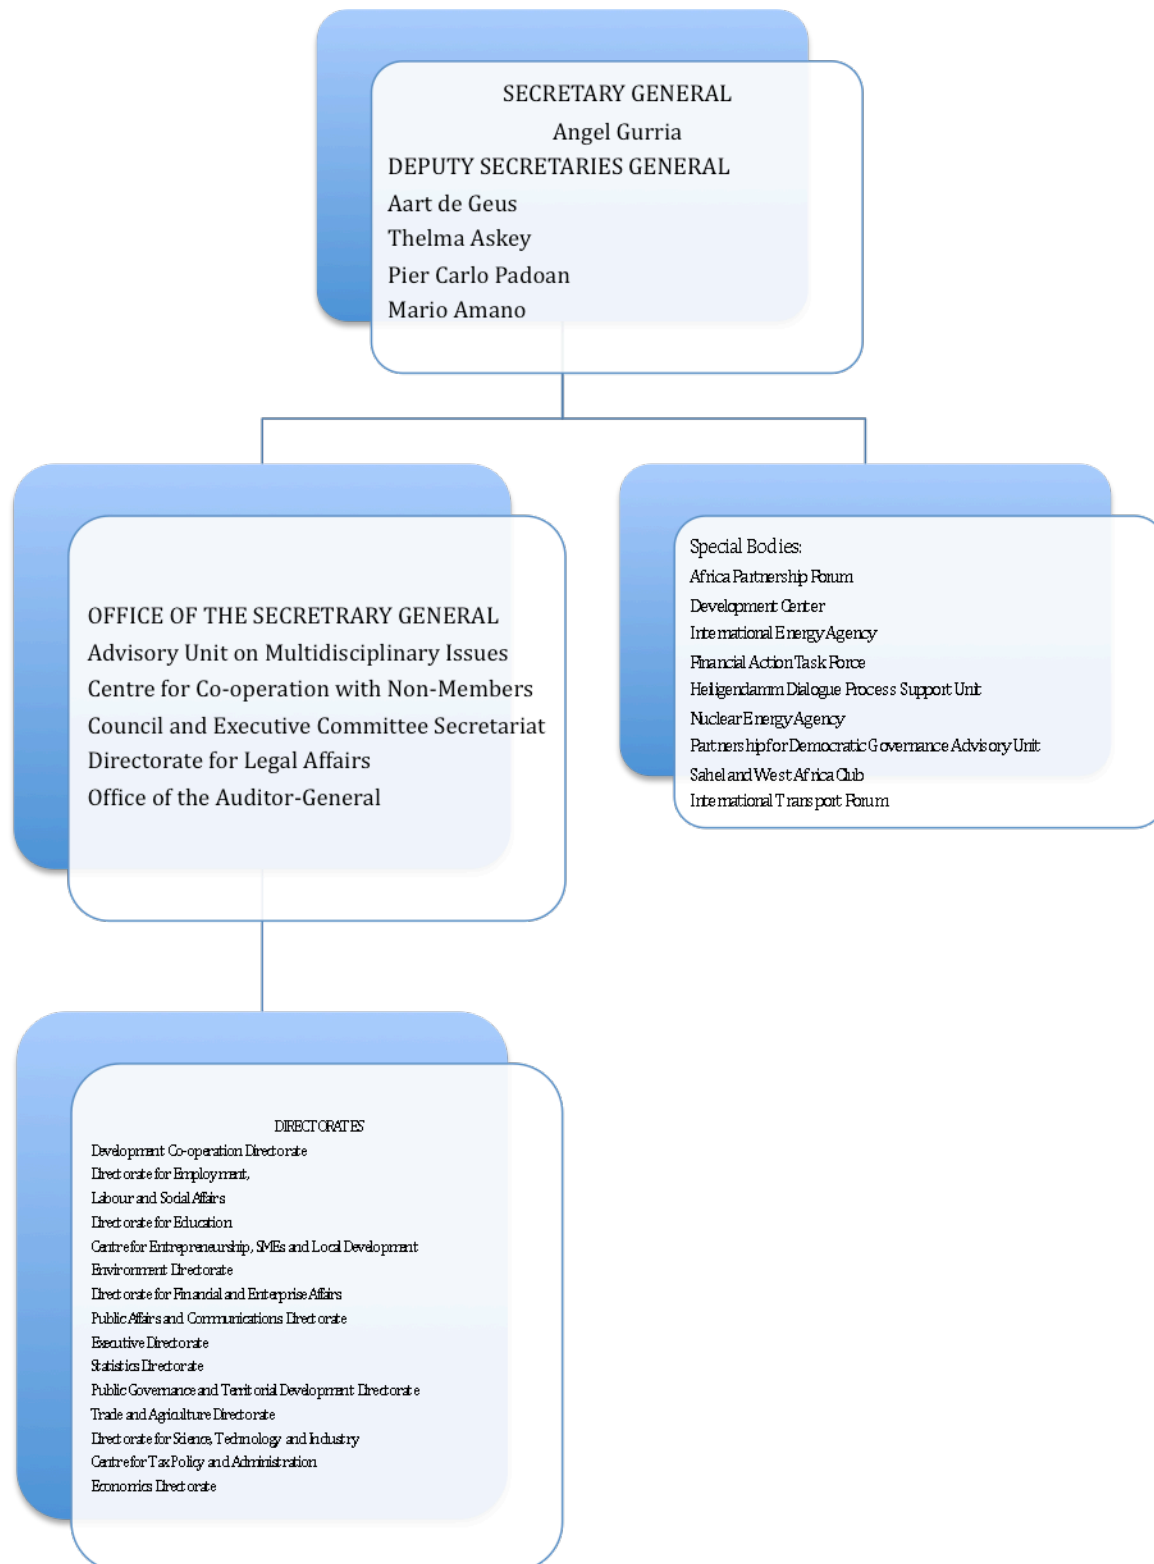 SECRETARY GENERAL
Angel Gurria
DEPUTY SECRETARIES GENERAL
Aart de Geus
Thelma Askey
Pier Carlo Padoan
Mario Amano
OFFICE OF THE SECRETRARY GENERAL
Advisory Unit on Multidisciplinary Issues
Centre for Co-operation with Non-Members
Council and Executive Committee Secretariat
Directorate for Legal Affairs
Office of the Auditor-General
Special Bodies:
Africa Partnership Forum
Development Center
International Energy Agency
Financial Action Task Force
Heiligendamm Dialogue Process Support Unit
Nuclear Energy Agency
Partnership for Democratic Governance Advisory Unit
Sahel and West Africa Club
International Transport Forum
DIRECTORATES
Development Co-operation Directorate
Directorate for Employment,
Labour and Social Affairs
Directorate for Education
Centre for Entrepreneurship, SMEs and Local Development
Environment Directorate
Directorate for Financial and Enterprise Affairs
Public Affairs and Communications Directorate
Executive Directorate
Statistics Directorate
Public Governance and Territorial Development Directorate
Trade and Agriculture Directorate
Directorate for Science, Technology and Industry
Centre for Tax Policy and Administration
Economics Directorate